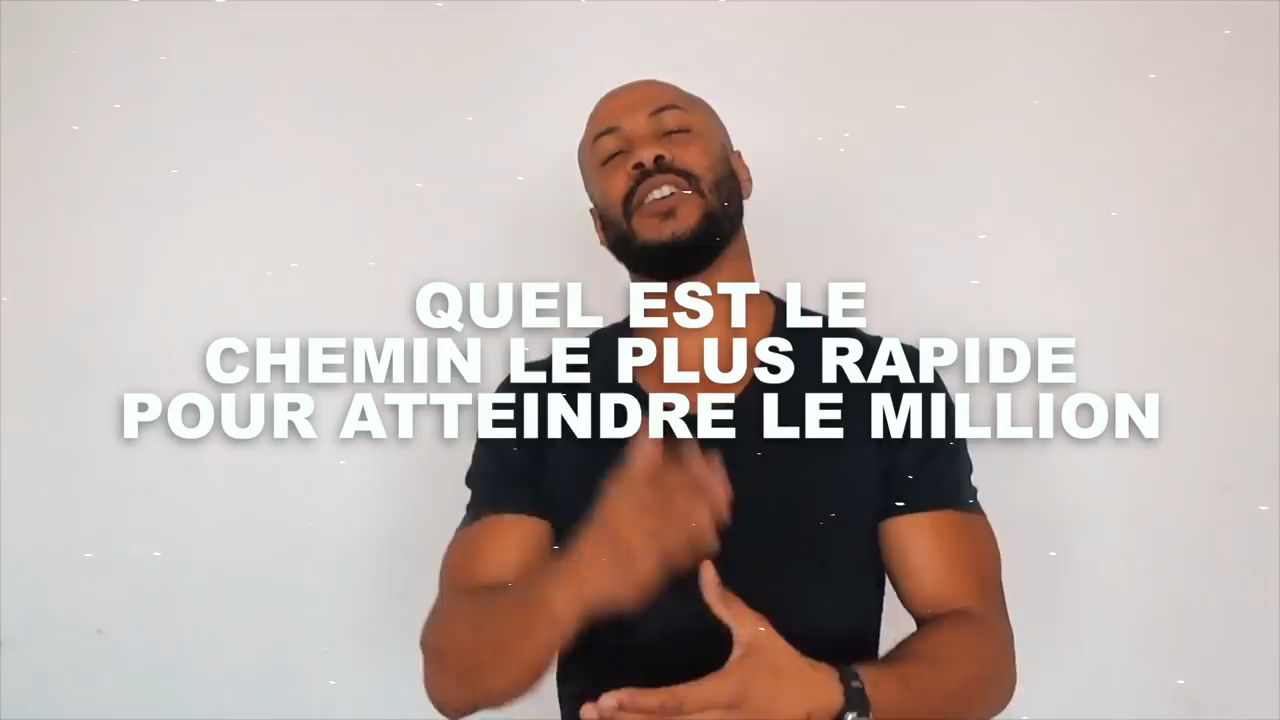 QUEL EST LE
CHEMIN LE PLUS RAPIDE
POUR ATTEINDRE LE MILLION